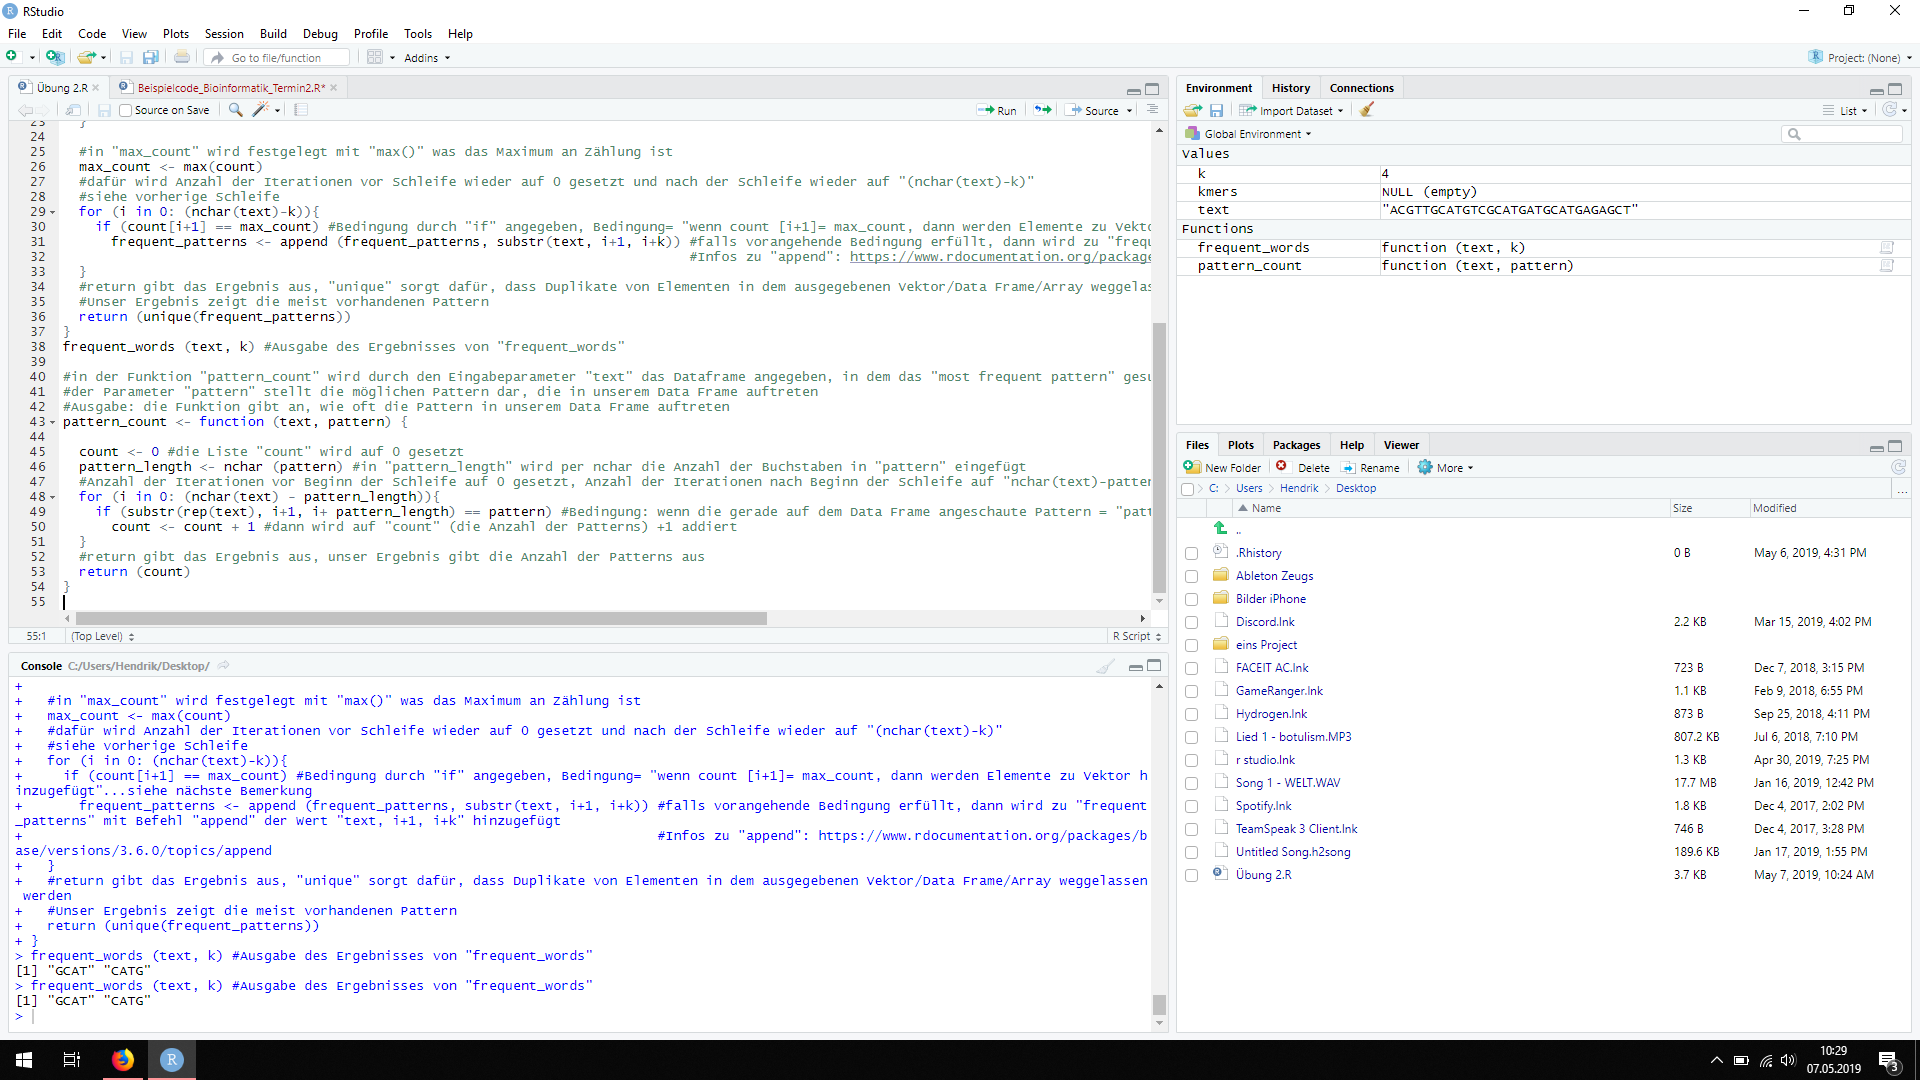 RStudio
File Edit Code View Plots Session Build Debug Profile Tools Help
Go to file/function Addins Project: (None)
Übung 2.R Beispielcode_Bioinformatik_Termin2.R*
Source on Save Run Source
23 }
24
25 #in "max_count" wird festgelegt mit "max()" was das Maximum an Zählung ist
26 max_count <- max(count)
27 #dafür wird Anzahl der Iterationen vor Schleife wieder auf 0 gesetzt und nach der Schleife wieder auf "(nchar(text)-k)"
28 #siehe vorherige Schleife
29 for (i in 0: (nchar(text)-k)){
30 if (count[i+1] == max_count) #Bedingung durch "if" angegeben, Bedingung= "wenn count [i+1]= max_count, dann werden Elemente zu Vekto
31 frequent_patterns <- append (frequent_patterns, substr(text, i+1, i+k)) #falls vorangehende Bedingung erfüllt, dann wird zu "frequ
32 #Infos zu "append": https://www.rdocumentation.org/package
33 }
34 #return gibt das Ergebnis aus, "unique" sorgt dafür, dass Duplikate von Elementen in dem ausgegebenen Vektor/Data Frame/Array weggelas
35 #Unser Ergebnis zeigt die meist vorhandenen Pattern
36 return (unique(frequent_patterns))
37 }
38 frequent_words (text, k) #Ausgabe des Ergebnisses von "frequent_words"
39
40 #in der Funktion "pattern_count" wird durch den Eingabeparameter "text" das Dataframe angegeben, in dem das "most frequent pattern" gesu
41 #der Parameter "pattern" stellt die möglichen Pattern dar, die in unserem Data Frame auftreten
42 #Ausgabe: die Funktion gibt an, wie oft die Pattern in unserem Data Frame auftreten
43 pattern_count <- function (text, pattern) {
44
45 count <- 0 #die Liste "count" wird auf 0 gesetzt
46 pattern_length <- nchar (pattern) #in "pattern_length" wird per nchar die Anzahl der Buchstaben in "pattern" eingefügt
47 #Anzahl der Iterationen vor Beginn der Schleife auf 0 gesetzt, Anzahl der Iterationen nach Beginn der Schleife auf "nchar(text)-patter
48 for (i in 0: (nchar(text) - pattern_length)){
49 if (substr(rep(text), i+1, i+ pattern_length) == pattern) #Bedingung: wenn die gerade auf dem Data Frame angeschaute Pattern = "patt
50 count <- count + 1 #dann wird auf "count" (die Anzahl der Patterns) +1 addiert
51 }
52 #return gibt das Ergebnis aus, unser Ergebnis gibt die Anzahl der Patterns aus
53 return (count)
54 }
55
55:1 (Top Level) R Script
Console C:/Users/Hendrik/Desktop/
+
+ #in "max_count" wird festgelegt mit "max()" was das Maximum an Zählung ist
+ max_count <- max(count)
+ #dafür wird Anzahl der Iterationen vor Schleife wieder auf 0 gesetzt und nach der Schleife wieder auf "(nchar(text)-k)"
+ #siehe vorherige Schleife
+ for (i in 0: (nchar(text)-k)){
+ if (count[i+1] == max_count) #Bedingung durch "if" angegeben, Bedingung= "wenn count [i+1]= max_count, dann werden Elemente zu Vektor h
inzugefügt"...siehe nächste Bemerkung
+ frequent_patterns <- append (frequent_patterns, substr(text, i+1, i+k)) #falls vorangehende Bedingung erfüllt, dann wird zu "frequent
_patterns" mit Befehl "append" der Wert "text, i+1, i+k" hinzugefügt
+ #Infos zu "append": https://www.rdocumentation.org/packages/b
ase/versions/3.6.0/topics/append
+ }
+ #return gibt das Ergebnis aus, "unique" sorgt dafür, dass Duplikate von Elementen in dem ausgegebenen Vektor/Data Frame/Array weggelassen
werden
+ #Unser Ergebnis zeigt die meist vorhandenen Pattern
+ return (unique(frequent_patterns))
+ }
> frequent_words (text, k) #Ausgabe des Ergebnisses von "frequent_words"
[1] "GCAT" "CATG"
> frequent_words (text, k) #Ausgabe des Ergebnisses von "frequent_words"
[1] "GCAT" "CATG"
>
Environment History Connections
Import Dataset List
Global Environment
Values
k 4
kmers NULL (empty)
text "ACGTTGCATGTCGCATGATGCATGAGAGCT"
Functions
frequent_words function (text, k)
pattern_count function (text, pattern)
Files Plots Packages Help Viewer
New Folder Delete Rename More
C: Users Hendrik Desktop ...
Name Size Modified
..
.Rhistory 0 B May 6, 2019, 4:31 PM
Ableton Zeugs
Bilder iPhone
Discord.lnk 2.2 KB Mar 15, 2019, 4:02 PM
eins Project
FACEIT AC.lnk 723 B Dec 7, 2018, 3:15 PM
GameRanger.lnk 1.1 KB Feb 9, 2018, 6:55 PM
Hydrogen.lnk 873 B Sep 25, 2018, 4:11 PM
Lied 1 - botulism.MP3 807.2 KB Jul 6, 2018, 7:10 PM
r studio.lnk 1.3 KB Apr 30, 2019, 7:25 PM
Song 1 - WELT.WAV 17.7 MB Jan 16, 2019, 12:42 PM
Spotify.lnk 1.8 KB Dec 4, 2017, 2:02 PM
TeamSpeak 3 Client.lnk 746 B Dec 4, 2017, 3:28 PM
Untitled Song.h2song 189.6 KB Jan 17, 2019, 1:55 PM
Übung 2.R 3.7 KB May 7, 2019, 10:24 AM
10:29
07.05.2019
3